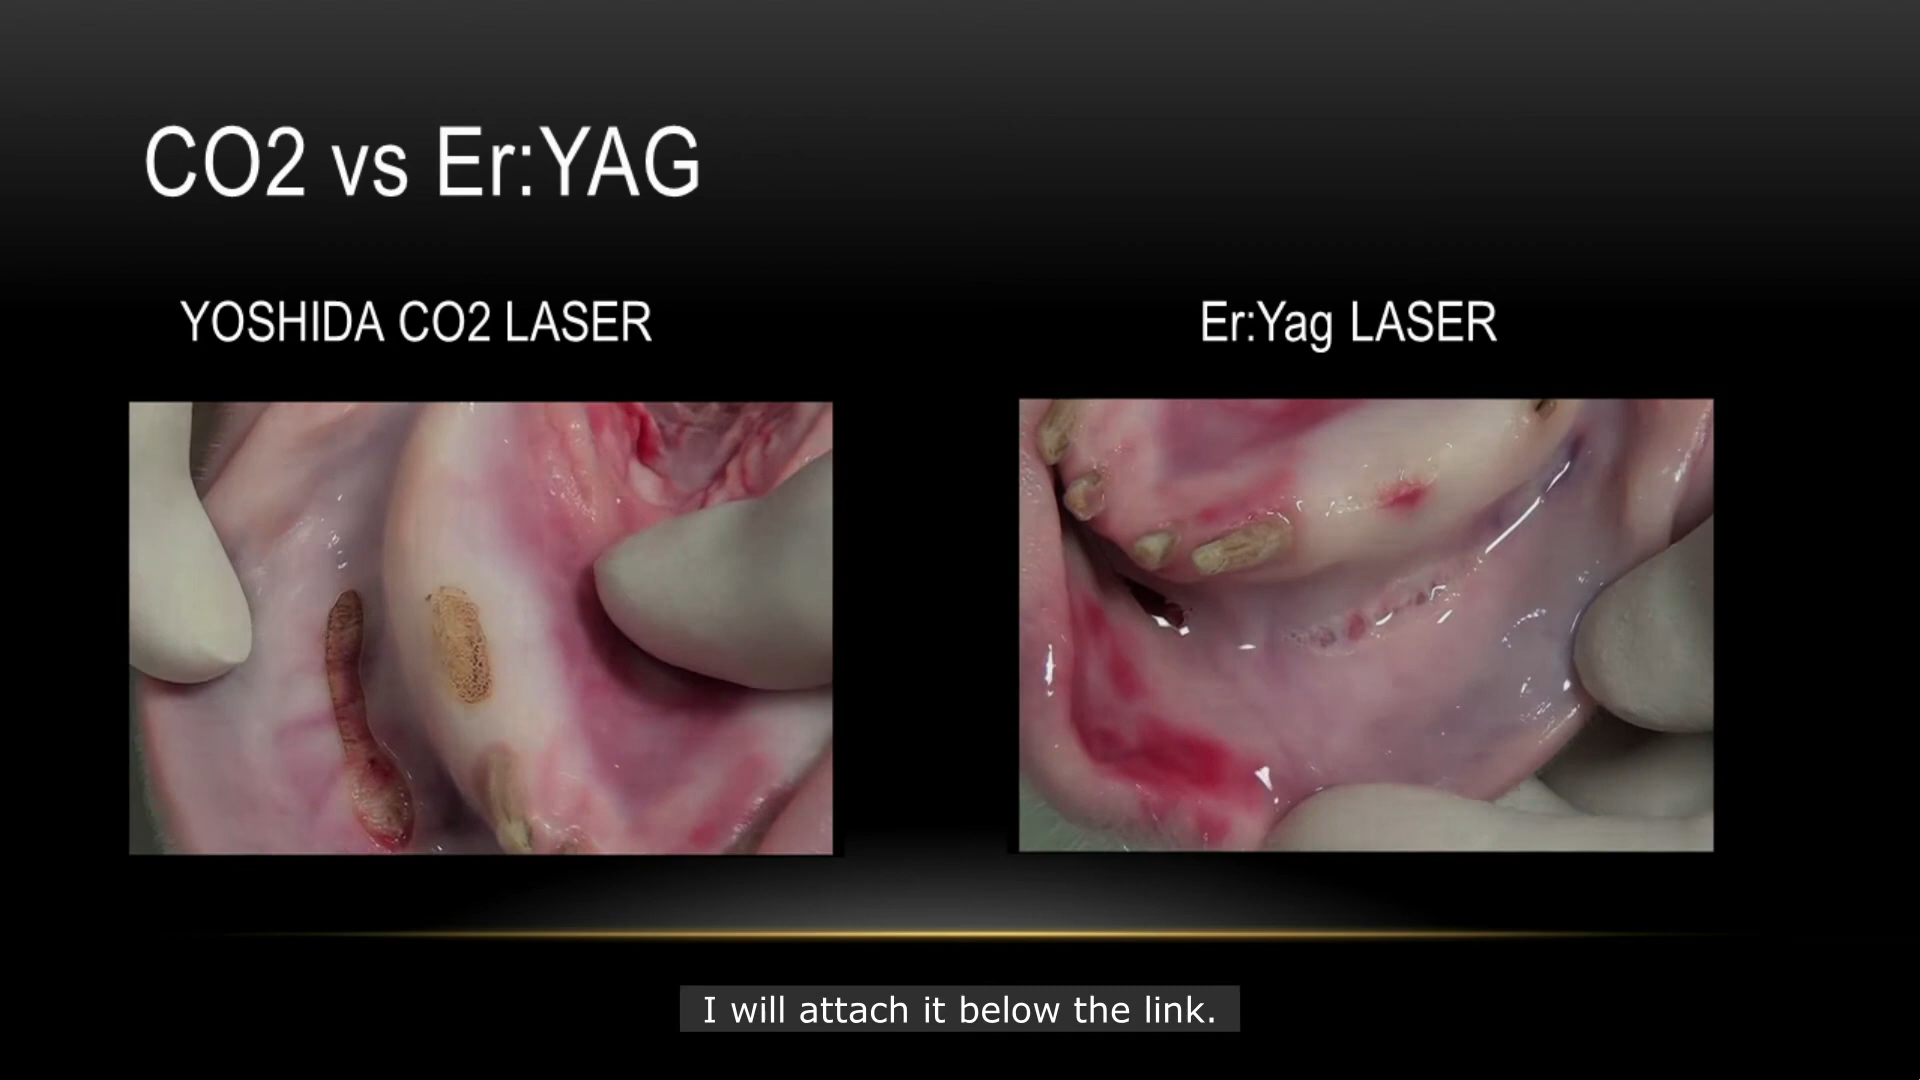 CO2 vs Er:YAG
YOSHIDA CO2 LASER
Er:Yag LASER
I will attach it below the link.